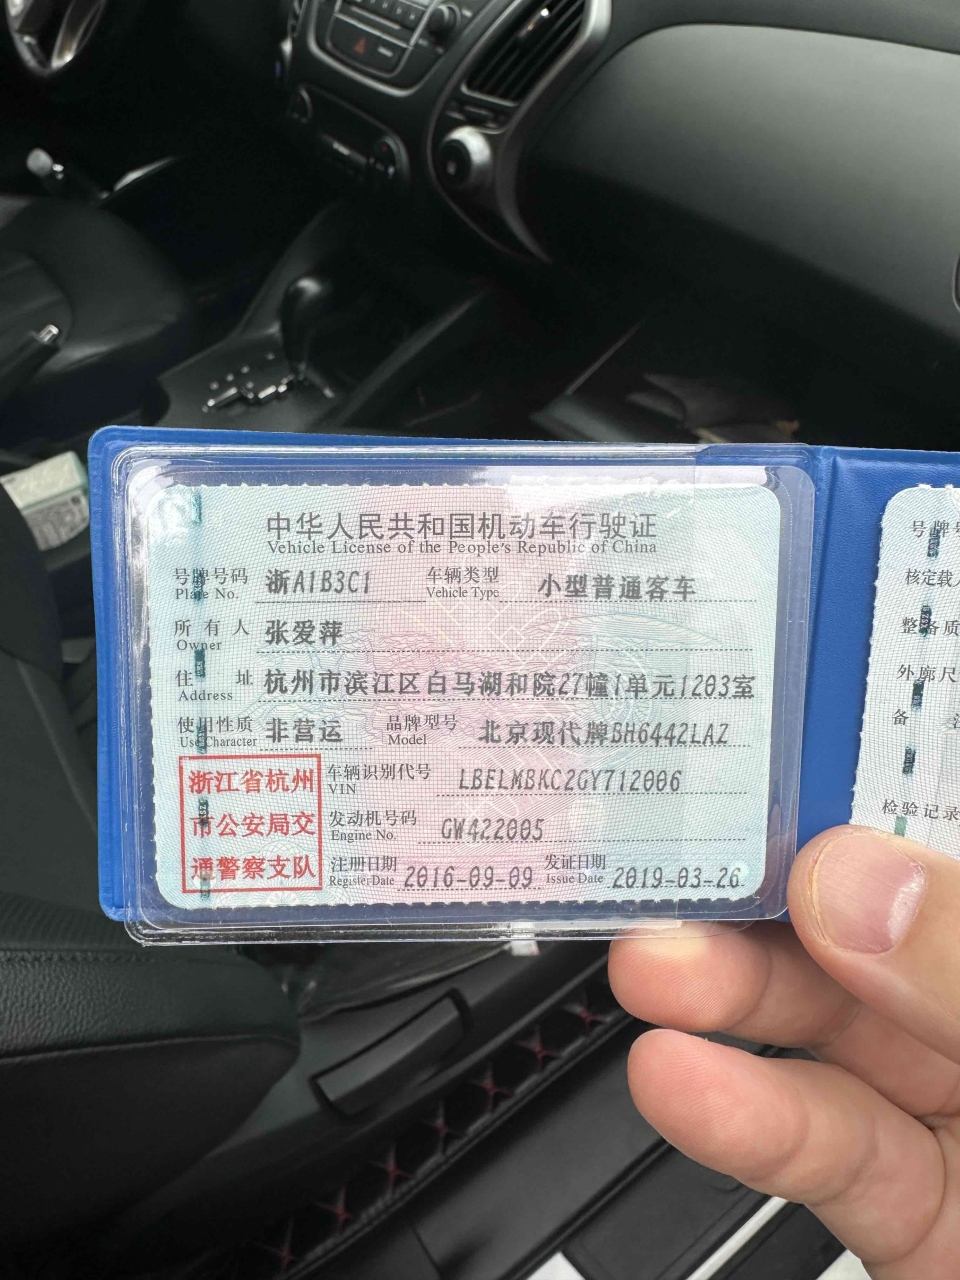 中华人民共和国机动车行驶证
Vehicle License of the People's Republic of China
号牌号码 浙A1B3C1 车辆类型 小型普通客车
Plate No. Vehicle Type
所有人 张爱萍
Owner
住址 杭州市滨江区白马湖和院27幢1单元1203室
Address
使用性质 非营运 品牌型号 北京现代牌BH6442LAZ
Use Character Model
浙江省杭州
市公安局交
通警察支队
车辆识别代号 LBELMBKC2GY712006
VIN
发动机号码 GW422005
Engine No.
注册日期 2016-09-09 发证日期 2019-03-26
Register Date Issue Date
号牌号
核定载人
整备质
外廓尺
备 注
检验记录